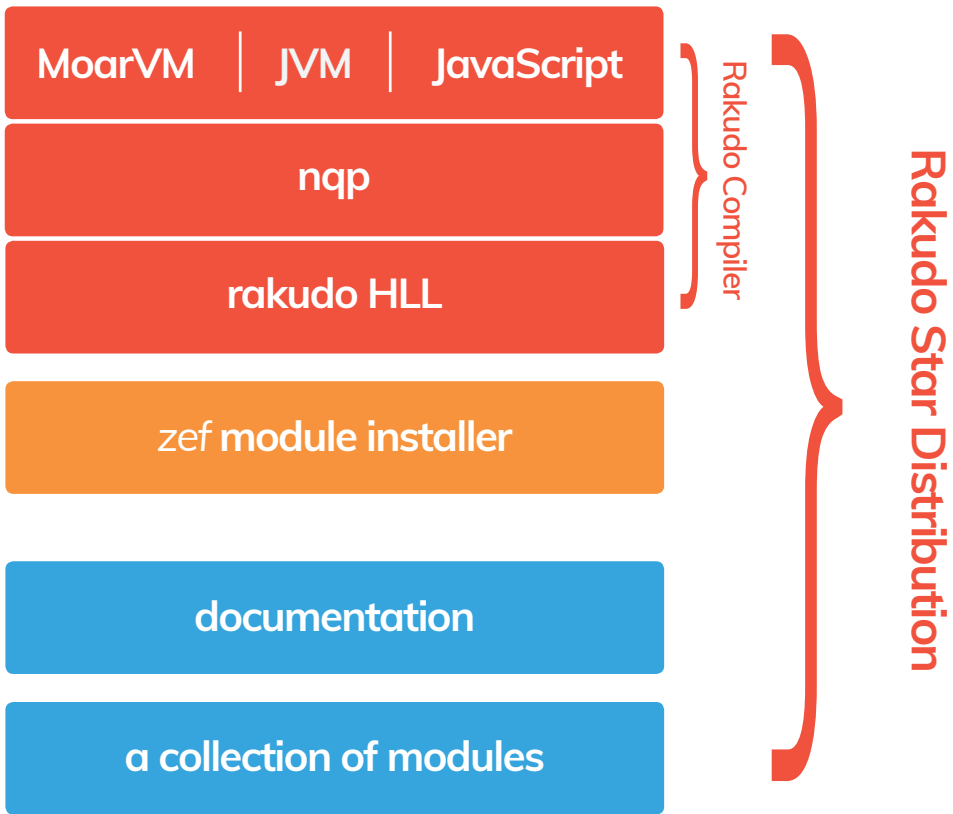 MoarVM | JVM | JavaScript
nqp
rakudo HLL
zef module installer
documentation
a collection of modules
Rakudo Compiler
Rakudo Star Distribution